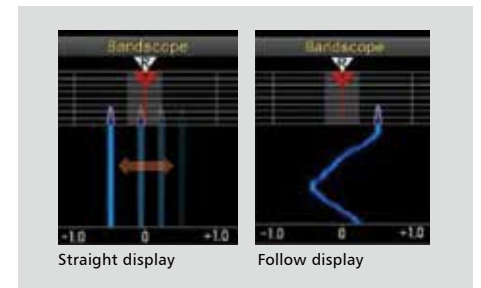 Bandscope
R
-1.0 0 +1.0
Straight display
Bandscope
R
-1.0 0 +1.0
Follow display